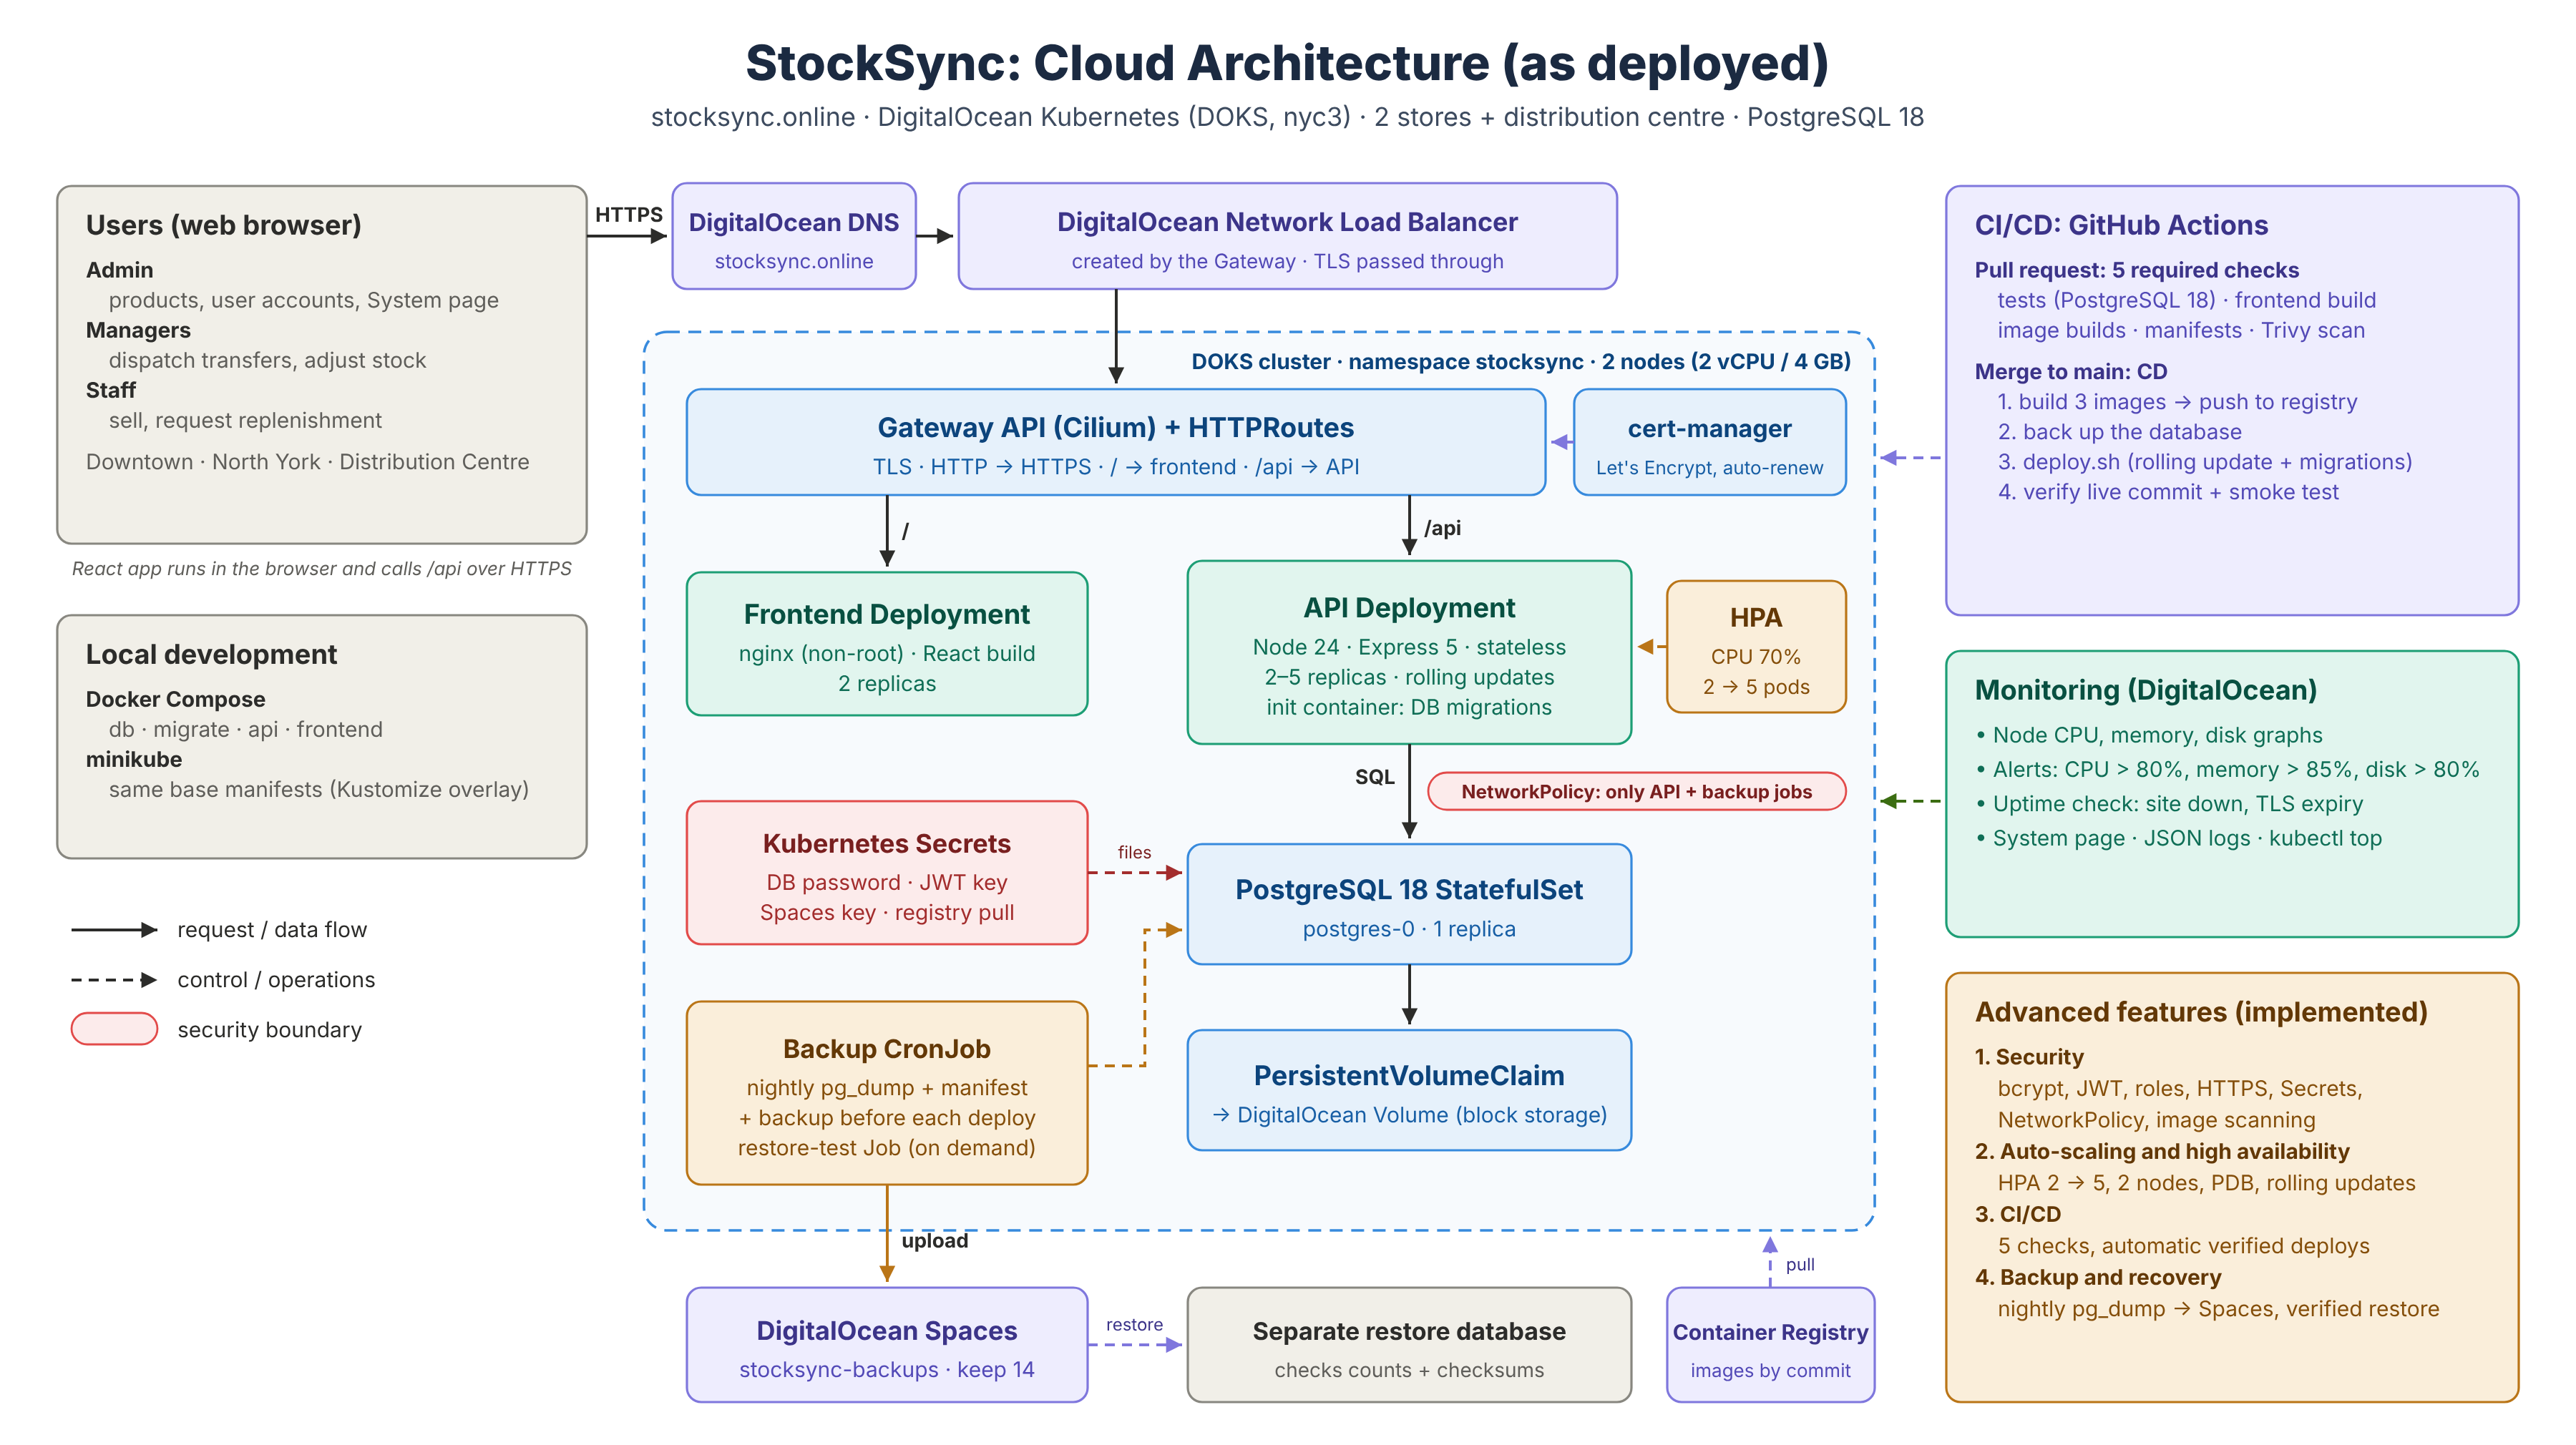 StockSync: Cloud Architecture (as deployed)
stocksync.online · DigitalOcean Kubernetes (DOKS, nyc3) · 2 stores + distribution centre · PostgreSQL 18
Users (web browser)
Admin
products, user accounts, System page
Managers
dispatch transfers, adjust stock
Staff
sell, request replenishment
Downtown · North York · Distribution Centre
React app runs in the browser and calls /api over HTTPS
Local development
Docker Compose
db · migrate · api · frontend
minikube
same base manifests (Kustomize overlay)
request / data flow
control / operations
security boundary
HTTPS
DigitalOcean DNS
stocksync.online
DigitalOcean Network Load Balancer
created by the Gateway · TLS passed through
DOKS cluster · namespace stocksync · 2 nodes (2 vCPU / 4 GB)
Gateway API (Cilium) + HTTPRoutes
TLS · HTTP → HTTPS · / → frontend · /api → API
cert-manager
Let's Encrypt, auto-renew
/
/api
Frontend Deployment
nginx (non-root) · React build
2 replicas
API Deployment
Node 24 · Express 5 · stateless
2–5 replicas · rolling updates
init container: DB migrations
HPA
CPU 70%
2 → 5 pods
SQL
NetworkPolicy: only API + backup jobs
Kubernetes Secrets
DB password · JWT key
Spaces key · registry pull
files
PostgreSQL 18 StatefulSet
postgres-0 · 1 replica
Backup CronJob
nightly pg_dump + manifest
+ backup before each deploy
restore-test Job (on demand)
PersistentVolumeClaim
→ DigitalOcean Volume (block storage)
upload
pull
DigitalOcean Spaces
stocksync-backups · keep 14
restore
Separate restore database
checks counts + checksums
Container Registry
images by commit
CI/CD: GitHub Actions
Pull request: 5 required checks
tests (PostgreSQL 18) · frontend build
image builds · manifests · Trivy scan
Merge to main: CD
1. build 3 images → push to registry
2. back up the database
3. deploy.sh (rolling update + migrations)
4. verify live commit + smoke test
Monitoring (DigitalOcean)
• Node CPU, memory, disk graphs
• Alerts: CPU > 80%, memory > 85%, disk > 80%
• Uptime check: site down, TLS expiry
• System page · JSON logs · kubectl top
Advanced features (implemented)
1. Security
bcrypt, JWT, roles, HTTPS, Secrets,
NetworkPolicy, image scanning
2. Auto-scaling and high availability
HPA 2 → 5, 2 nodes, PDB, rolling updates
3. CI/CD
5 checks, automatic verified deploys
4. Backup and recovery
nightly pg_dump → Spaces, verified restore